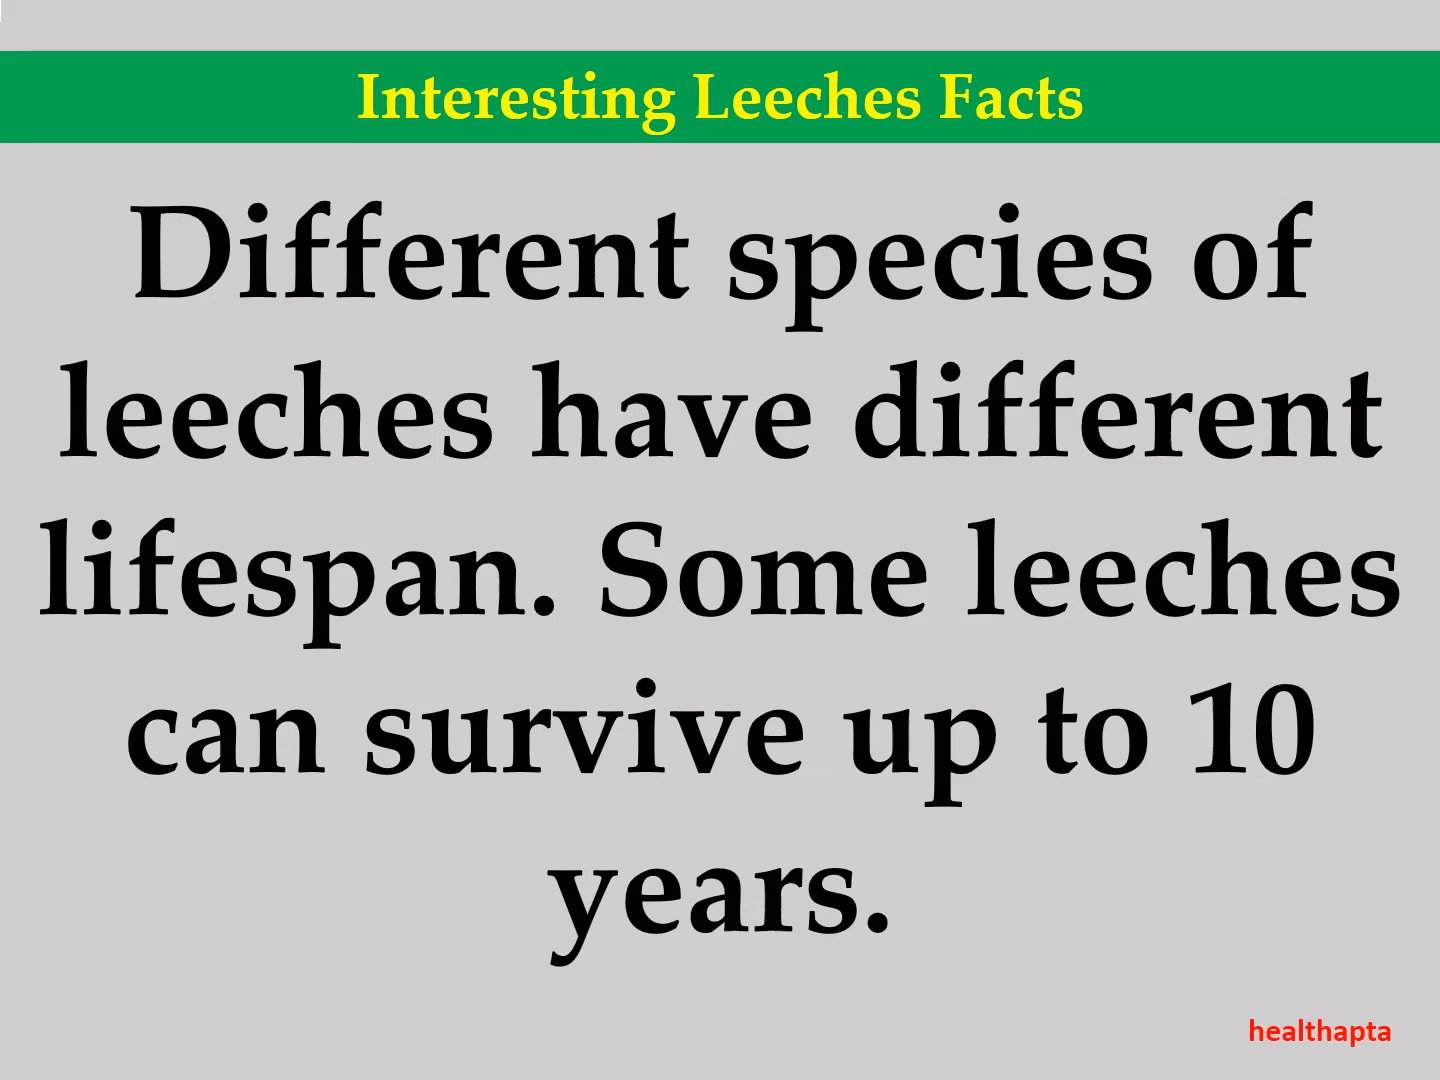 Interesting Leeches Facts
Different species of
leeches have different
lifespan. Some leeches
can survive up to 10
years.
healthapta